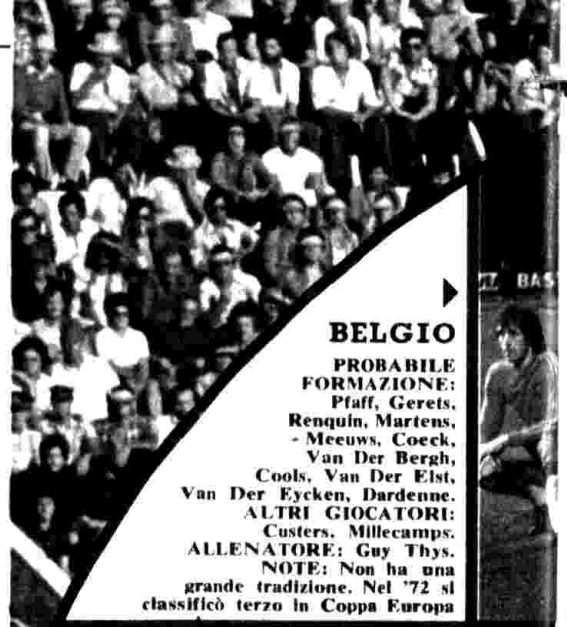 BAS
BELGIO
PROBABILE
FORMAZIONE:
Pfaff, Gerets,
Renquin, Martens,
- Meeuws, Coeck,
Van Der Bergh,
Cools, Van Der Elst,
Van Der Eycken, Dardenne.
ALTRI GIOCATORI:
Custers, Millecamps.
ALLENATORE: Guy Thys.
NOTE: Non ha una
grande tradizione. Nel '72 si
classificò terzo in Coppa Europa